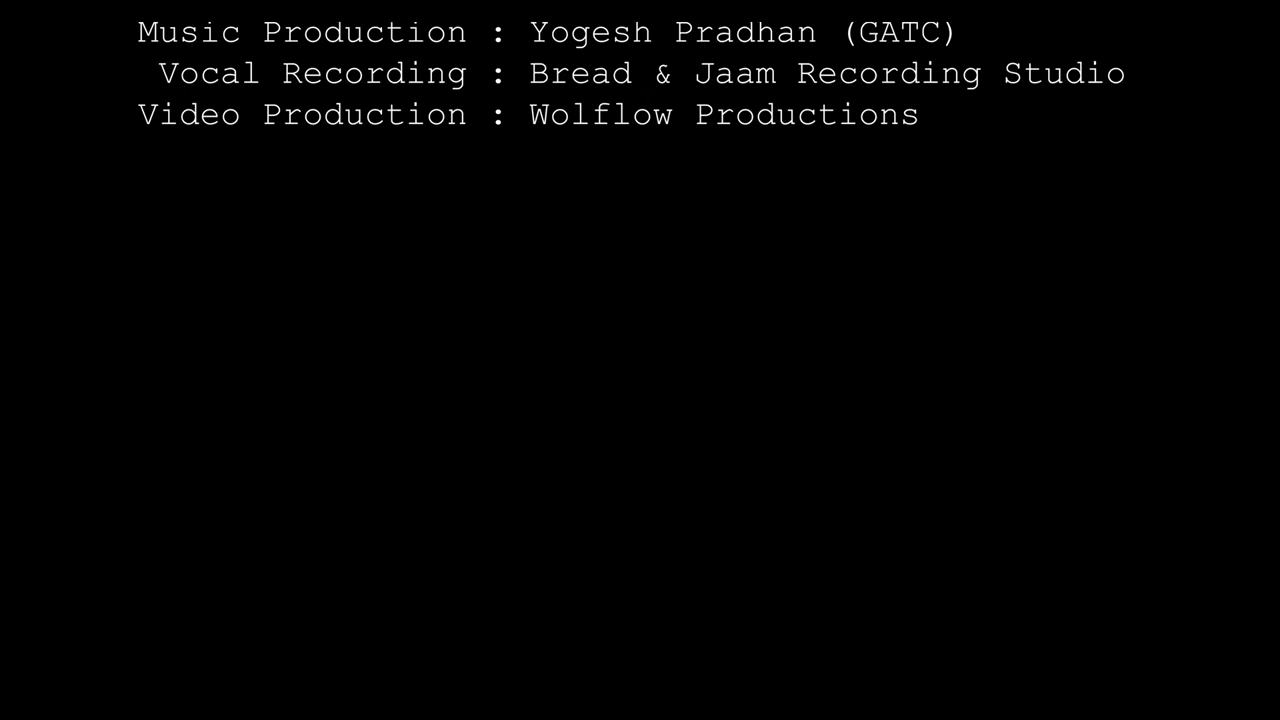 Music Production : Yogesh Pradhan (GATC)
Vocal Recording : Bread & Jaam Recording Studio
Video Production : Wolflow Productions